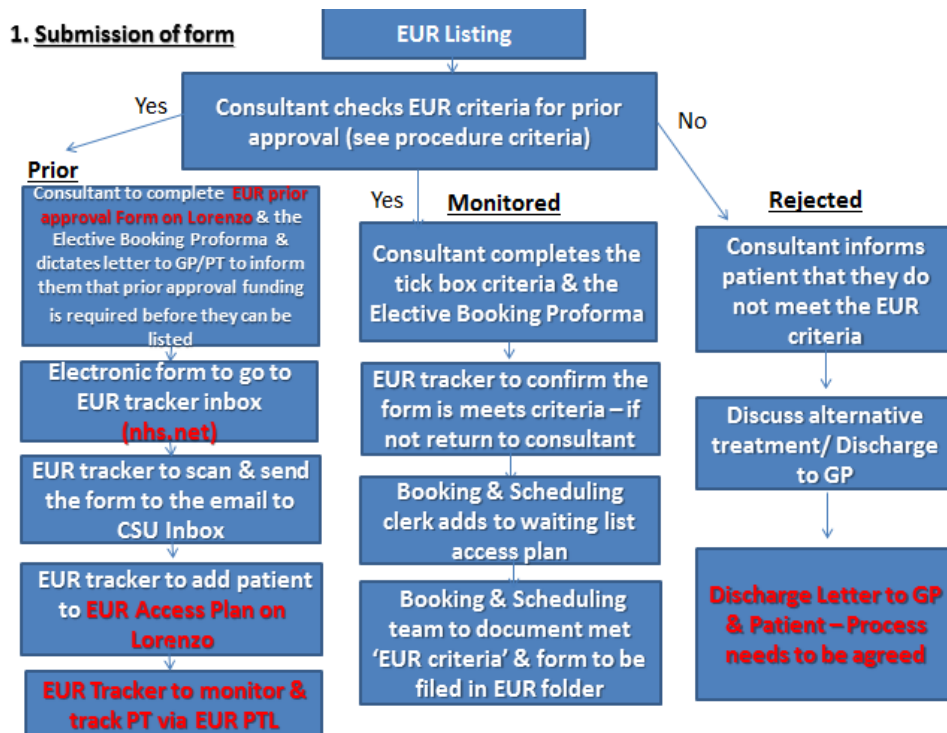 1. Submission of form
EUR Listing
Yes
Consultant checks EUR criteria for prior
approval (see procedure criteria)
No
Prior
Consultant to complete EUR prior
approval Form on Lorenzo & the
Elective Booking Proforma &
dictates letter to GP/PT to inform
them that prior approval funding
is required before they can be
listed
Electronic form to go to
EUR tracker inbox
(nhs.net)
EUR tracker to scan & send
the form to the email to
CSU Inbox
EUR tracker to add patient
to EUR Access Plan on
Lorenzo
EUR Tracker to monitor &
track PT via EUR PTL
Yes
Monitored
Consultant completes the
tick box criteria & the
Elective Booking Proforma
EUR tracker to confirm the
form is meets criteria – if
not return to consultant
Booking & Scheduling
clerk adds to waiting list
access plan
Booking & Scheduling
team to document met
‘EUR criteria’ & form to be
filed in EUR folder
Rejected
Consultant informs
patient that they do
not meet the EUR
criteria
Discuss alternative
treatment/ Discharge
to GP
Discharge Letter to GP
& Patient – Process
needs to be agreed